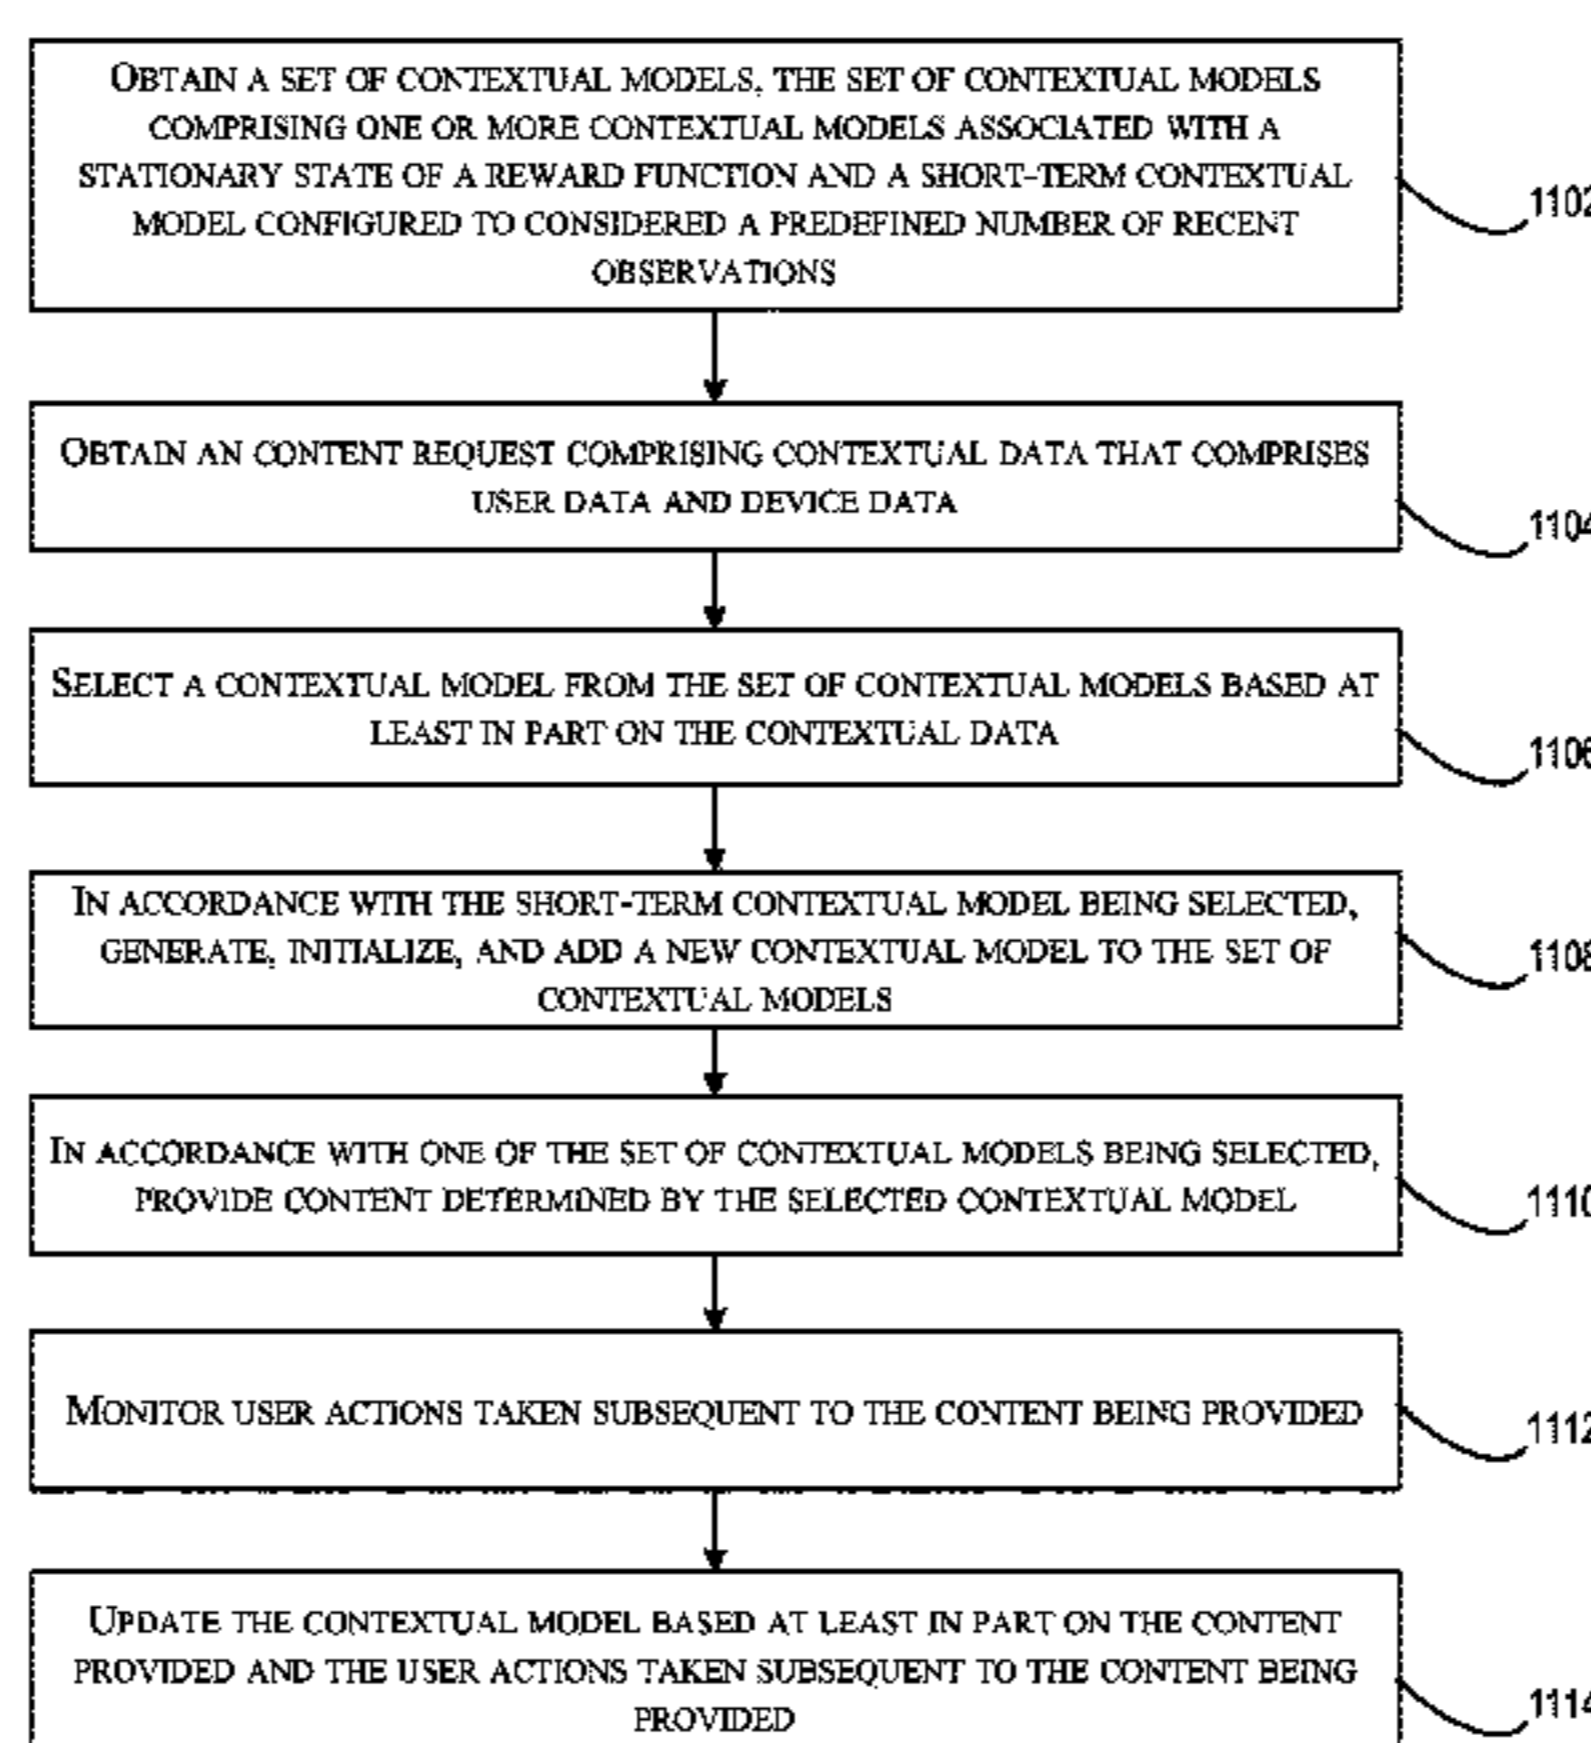 OBTAIN A SET OF CONTEXTUAL MODELS, THE SET OF CONTEXTUAL MODELS
COMPRISING ONE OR MORE CONTEXTUAL MODELS ASSOCIATED WITH A
STATIONARY STATE OF A REWARD FUNCTION AND A SHORT-TERM CONTEXTUAL
MODEL CONFIGURED TO CONSIDERED A PREDEFINED NUMBER OF RECENT
OBSERVATIONS
1102
OBTAIN AN CONTENT REQUEST COMPRISING CONTEXTUAL DATA THAT COMPRISES
USER DATA AND DEVICE DATA
1104
SELECT A CONTEXTUAL MODEL FROM THE SET OF CONTEXTUAL MODELS BASED AT
LEAST IN PART ON THE CONTEXTUAL DATA
1106
IN ACCORDANCE WITH THE SHORT-TERM CONTEXTUAL MODEL BEING SELECTED,
GENERATE, INITIALIZE, AND ADD A NEW CONTEXTUAL MODEL TO THE SET OF
CONTEXTUAL MODELS
1108
IN ACCORDANCE WITH ONE OF THE SET OF CONTEXTUAL MODELS BEING SELECTED,
PROVIDE CONTENT DETERMINED BY THE SELECTED CONTEXTUAL MODEL
1110
MONITOR USER ACTIONS TAKEN SUBSEQUENT TO THE CONTENT BEING PROVIDED
1112
UPDATE THE CONTEXTUAL MODEL BASED AT LEAST IN PART ON THE CONTENT
PROVIDED AND THE USER ACTIONS TAKEN SUBSEQUENT TO THE CONTENT BEING
PROVIDED
1114